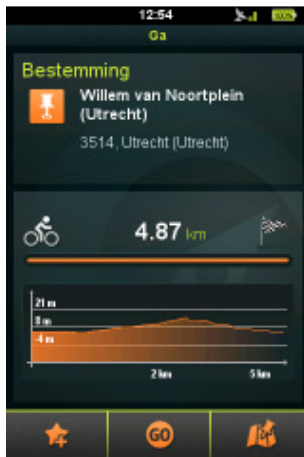 12:54
100%
Ga
Bestemming
Willem van Noortplein
(Utrecht)
3514, Utrecht (Utrecht)
4.87 km
21 m
8 m
-4 m
2 km
5 km
GO